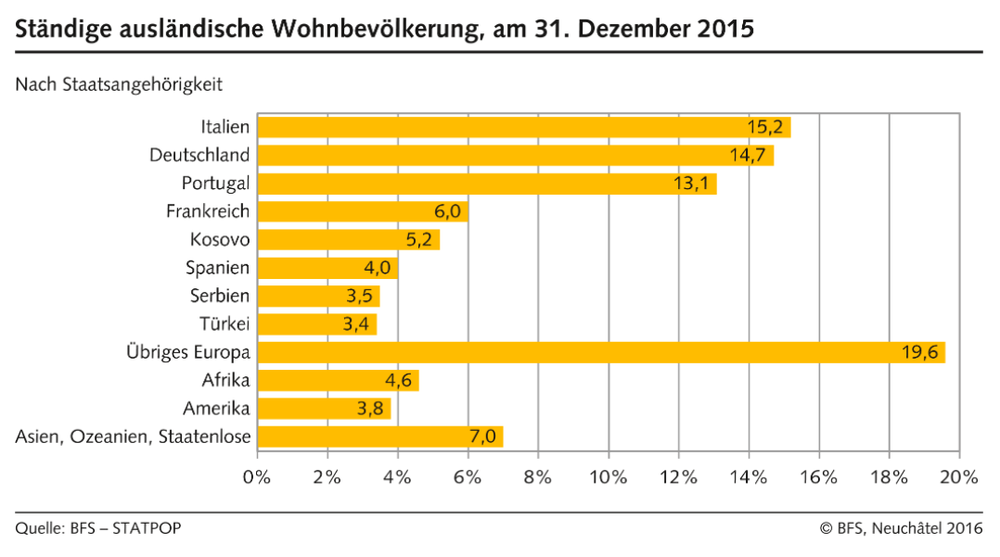 Ständige ausländische Wohnbevölkerung, am 31. Dezember 2015
Nach Staatsangehörigkeit
Italien 15,2
Deutschland 14,7
Portugal 13,1
Frankreich 6,0
Kosovo 5,2
Spanien 4,0
Serbien 3,5
Türkei 3,4
Übriges Europa 19,6
Afrika 4,6
Amerika 3,8
Asien, Ozeanien, Staatenlose 7,0
0% 2% 4% 6% 8% 10% 12% 14% 16% 18% 20%
Quelle: BFS – STATPOP © BFS, Neuchâtel 2016